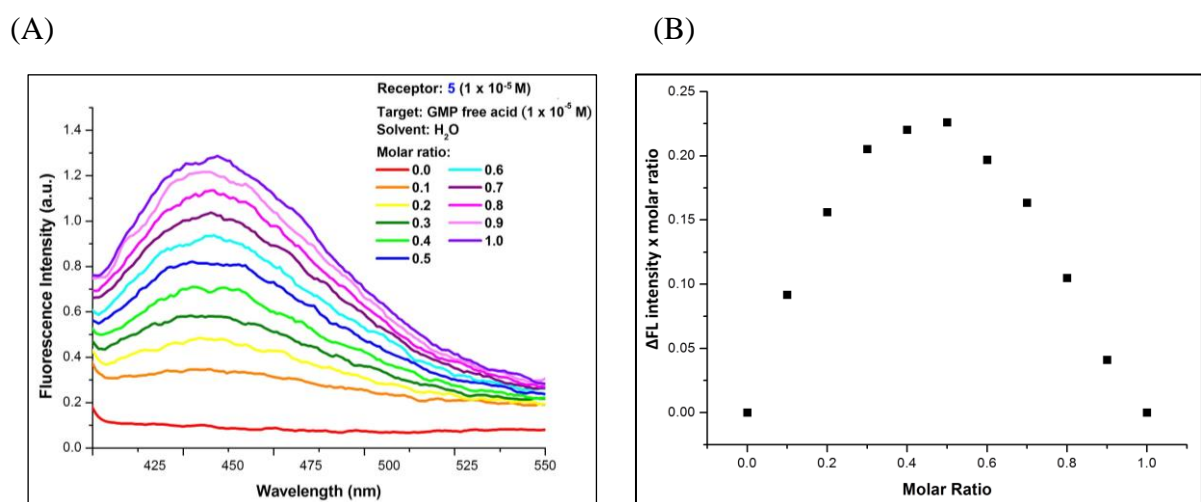 (A)
(B)
Receptor: 5 (1 x 10⁻⁵ M)
Target: GMP free acid (1 x 10⁻⁵ M)
Solvent: H₂O
Molar ratio:
0.0 0.6
0.1 0.7
0.2 0.8
0.3 0.9
0.4 1.0
0.5
Fluorescence Intensity (a.u.)
1.4
1.2
1.0
0.8
0.6
0.4
0.2
0.0
425 450 475 500 525 550
Wavelength (nm)
ΔFL intensity x molar ratio
0.25
0.20
0.15
0.10
0.05
0.00
0.0 0.2 0.4 0.6 0.8 1.0
Molar Ratio